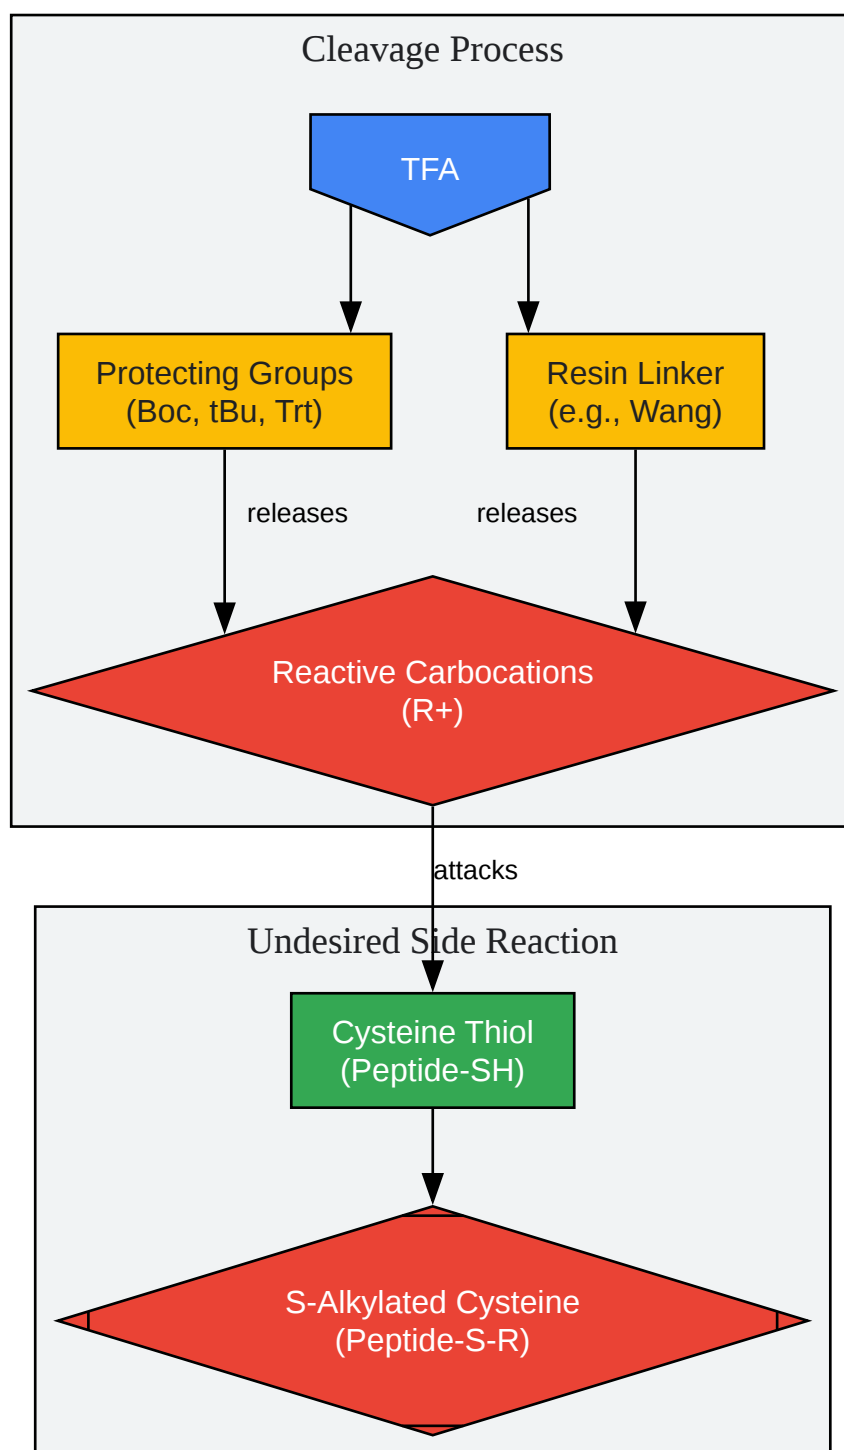 Cleavage Process
TFA
Protecting Groups
(Boc, tBu, Trt)
Resin Linker
(e.g., Wang)
releases
releases
Reactive Carbocations
(R+)
attacks
Undesired Side Reaction
Cysteine Thiol
(Peptide-SH)
S-Alkylated Cysteine
(Peptide-S-R)